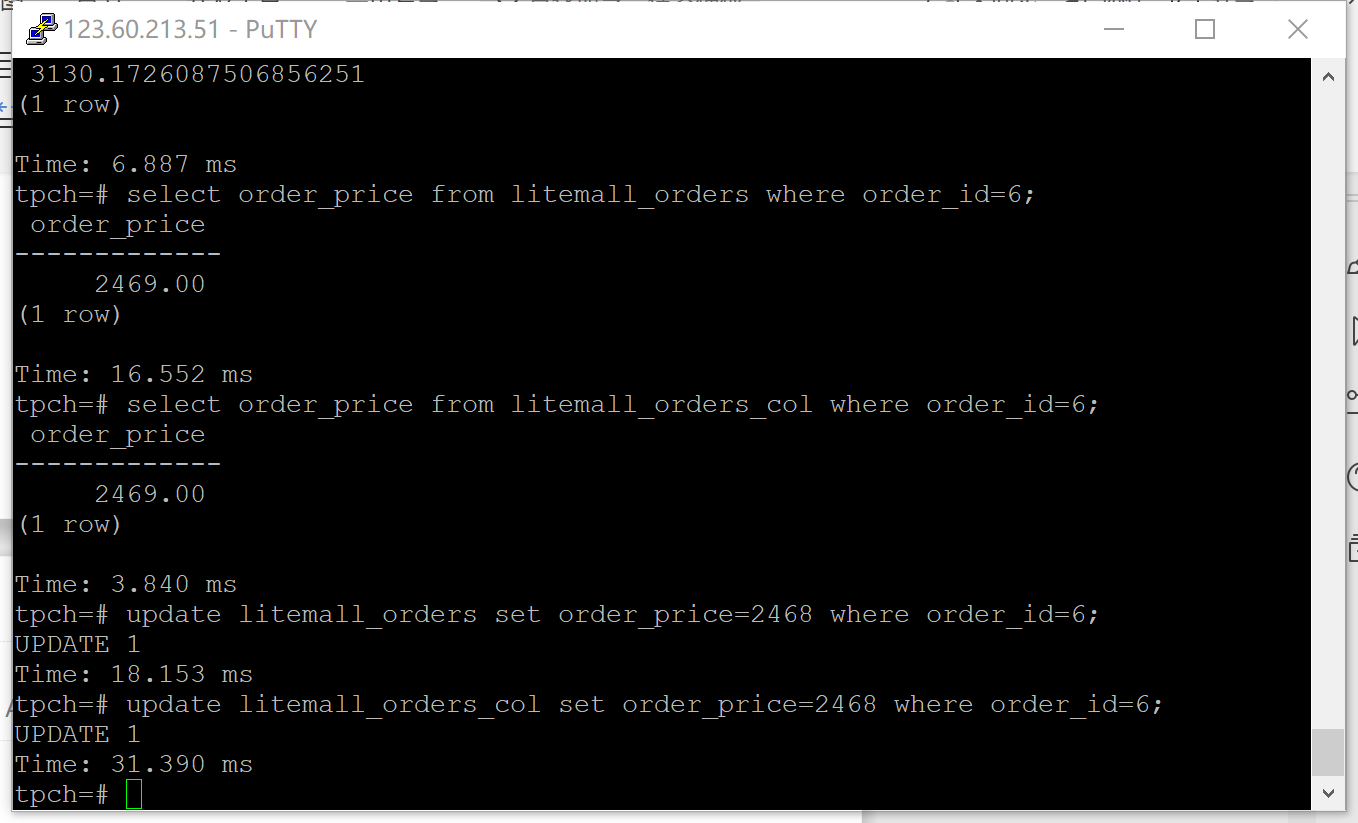 123.60.213.51 - PuTTY
3130.1726087506856251
(1 row)
Time: 6.887 ms
tpch=# select order_price from litemall_orders where order_id=6;
order_price
-------------
2469.00
(1 row)
Time: 16.552 ms
tpch=# select order_price from litemall_orders_col where order_id=6;
order_price
-------------
2469.00
(1 row)
Time: 3.840 ms
tpch=# update litemall_orders set order_price=2468 where order_id=6;
UPDATE 1
Time: 18.153 ms
tpch=# update litemall_orders_col set order_price=2468 where order_id=6;
UPDATE 1
Time: 31.390 ms
tpch=#